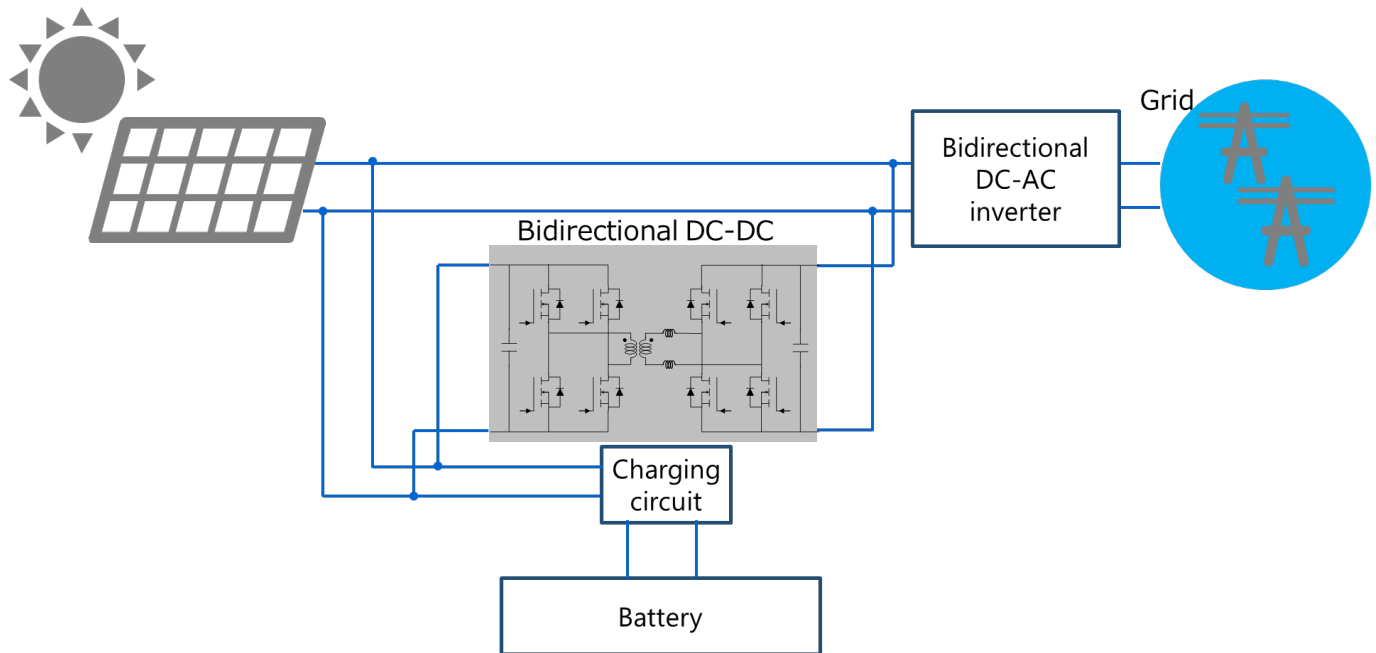 Grid
Bidirectional
DC-AC
inverter
Bidirectional DC-DC
Charging
circuit
Battery